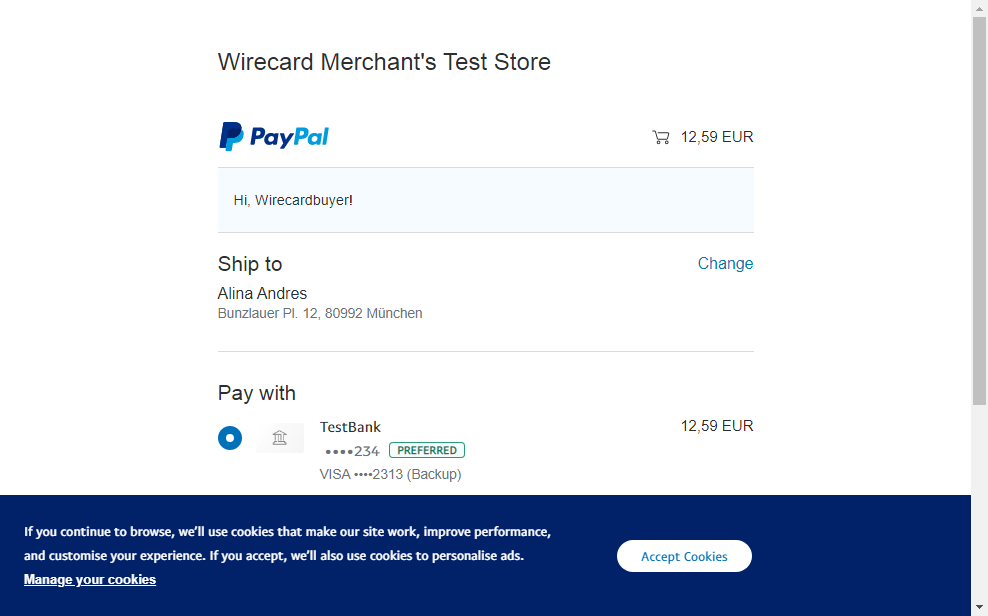 Wirecard Merchant's Test Store
PayPal
12,59 EUR
Hi, Wirecardbuyer!
Ship to
Change
Alina Andres
Bunzlauer Pl. 12, 80992 München
Pay with
TestBank
12,59 EUR
••••234 PREFERRED
VISA ••••2313 (Backup)
If you continue to browse, we'll use cookies that make our site work, improve performance,
and customise your experience. If you accept, we'll also use cookies to personalise ads.
Manage your cookies
Accept Cookies